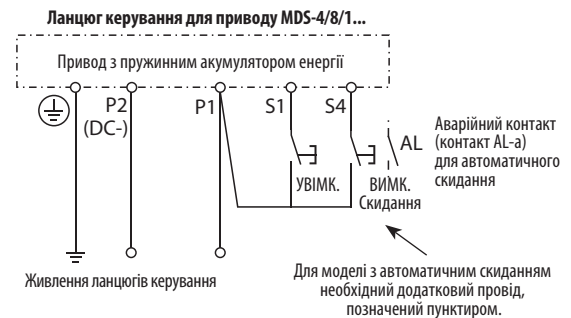 Ланцюг керування для приводу MDS-4/8/1...
Привод з пружинним акумулятором енергії
P2
(DC-)
P1
S1
S4
AL
Аварійний контакт
(контакт AL-a)
для автоматичного
скидання
УВІМК.
ВИМК.
Скидання
Живлення ланцюгів керування
Для моделі з автоматичним скиданням
необхідний додатковий провід,
позначений пунктиром.